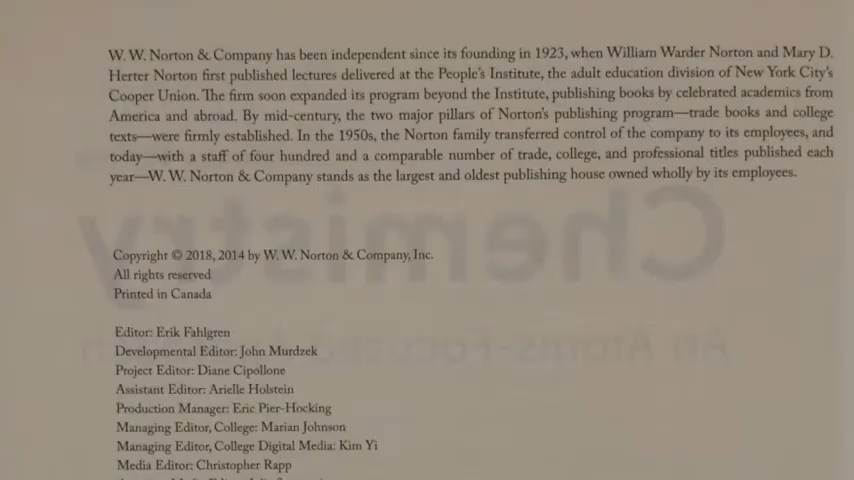 W. W. Norton & Company has been independent since its founding in 1923, when William Warder Norton and Mary D.
Herter Norton first published lectures delivered at the People's Institute, the adult education division of New York City's
Cooper Union. The firm soon expanded its program beyond the Institute, publishing books by celebrated academics from
America and abroad. By mid-century, the two major pillars of Norton's publishing program—trade books and college
texts—were firmly established. In the 1950s, the Norton family transferred control of the company to its employees, and
today—with a staff of four hundred and a comparable number of trade, college, and professional titles published each
year—W. W. Norton & Company stands as the largest and oldest publishing house owned wholly by its employees.
Chemistry
An Atoms-Focused
Copyright © 2018, 2014 by W. W. Norton & Company, Inc.
All rights reserved
Printed in Canada
Editor: Erik Fahlgren
Developmental Editor: John Murdzek
Project Editor: Diane Cipollone
Assistant Editor: Arielle Holstein
Production Manager: Eric Pier-Hocking
Managing Editor, College: Marian Johnson
Managing Editor, College Digital Media: Kim Yi
Media Editor: Christopher Rapp